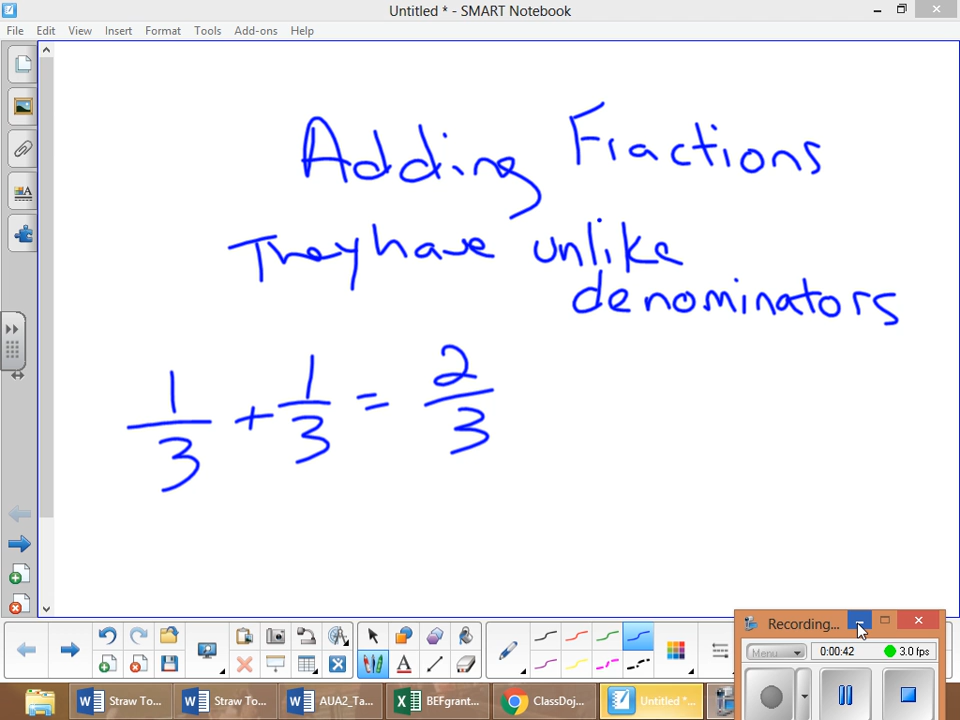 Untitled * - SMART Notebook
File Edit View Insert Format Tools Add-ons Help
Adding Fractions
They have unlike
denominators
1/3 + 1/3 = 2/3
Recording...
Menu 0:00:42 3.0 fps
Straw To... Straw To... AUA2_Ta... BEFgrant... ClassDoj... Untitled *...